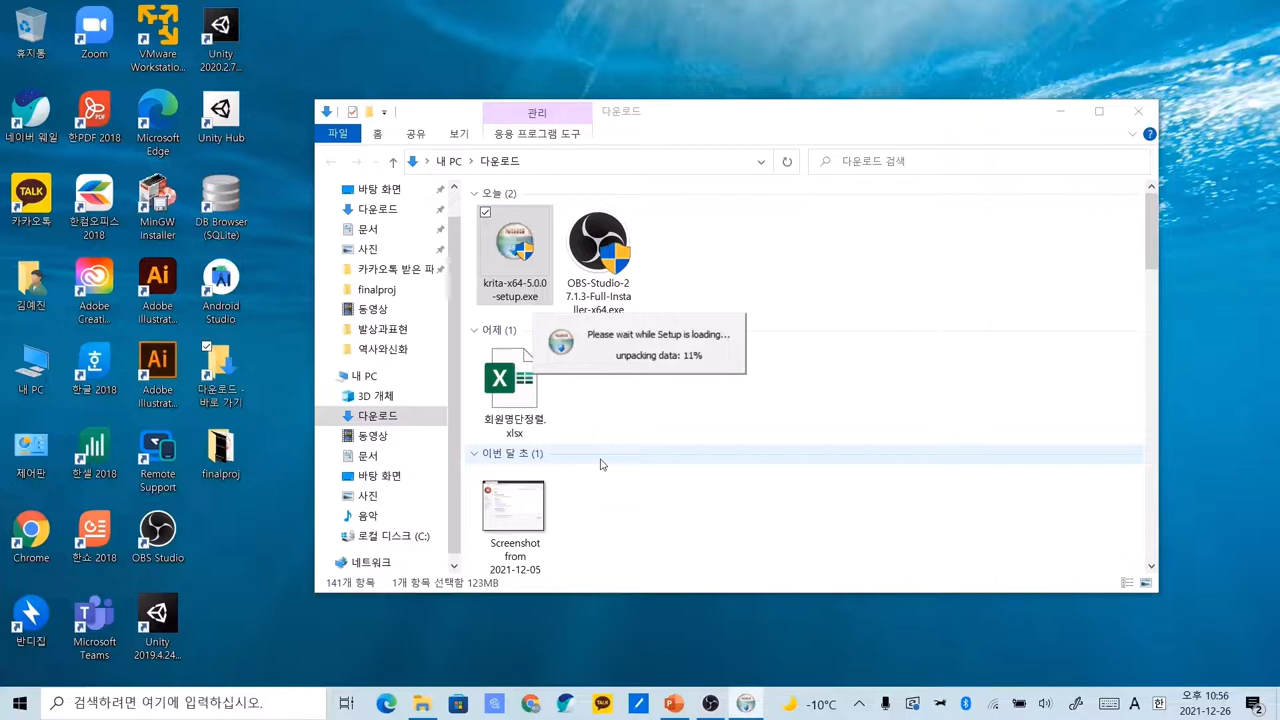 휴지통
Zoom
VMware
Workstatio...
Unity
2020.2.7...
네이버 웨일
한PDF 2018
Microsoft
Edge
Unity Hub
TALK
카카오톡
한컴오피스
2018
MinGW
Installer
DB Browser
(SQLite)
김예진
Adobe
Creati...
Ai
Adobe
Illustrat...
Android
Studio
내 PC
한글 2018
Ai
Adobe
Illustrat...
다운로드 -
바로 가기
제어판
한셀 2018
Remote
Support
finalproj
Chrome
한쇼 2018
OBS Studio
반디집
Microsoft
Teams
Unity
2019.4.24...
관리
다운로드
파일
홈
공유
보기
응용 프로그램 도구
내 PC
다운로드
다운로드 검색
바탕 화면
다운로드
문서
사진
카카오톡 받은 파
finalproj
동영상
발상과표현
역사와신화
내 PC
3D 개체
다운로드
동영상
문서
바탕 화면
사진
음악
로컬 디스크 (C:)
네트워크
오늘 (2)
krita-x64-5.0.0
-setup.exe
OBS-Studio-2
7.1.3-Full-Insta
ller-x64.exe
어제 (1)
Please wait while Setup is loading...
unpacking data: 11%
회원명단정렬.
xlsx
이번 달 초 (1)
Screenshot
from
2021-12-05
141개 항목
1개 항목 선택함 123MB
검색하려면 여기에 입력하십시오.
TALK
-10°C
A
한
오후 10:56
2021-12-26
2